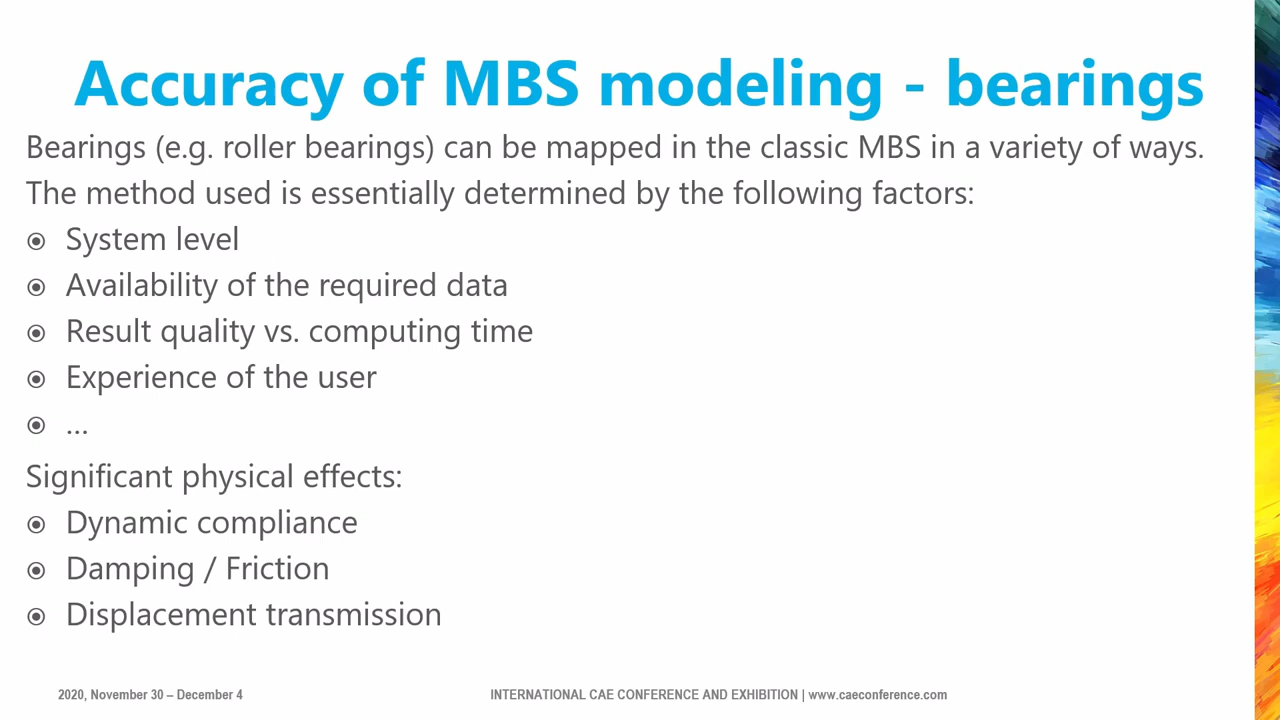 Accuracy of MBS modeling - bearings
Bearings (e.g. roller bearings) can be mapped in the classic MBS in a variety of ways.
The method used is essentially determined by the following factors:
System level
Availability of the required data
Result quality vs. computing time
Experience of the user
...
Significant physical effects:
Dynamic compliance
Damping / Friction
Displacement transmission
2020, November 30 – December 4
INTERNATIONAL CAE CONFERENCE AND EXHIBITION | www.caeconference.com